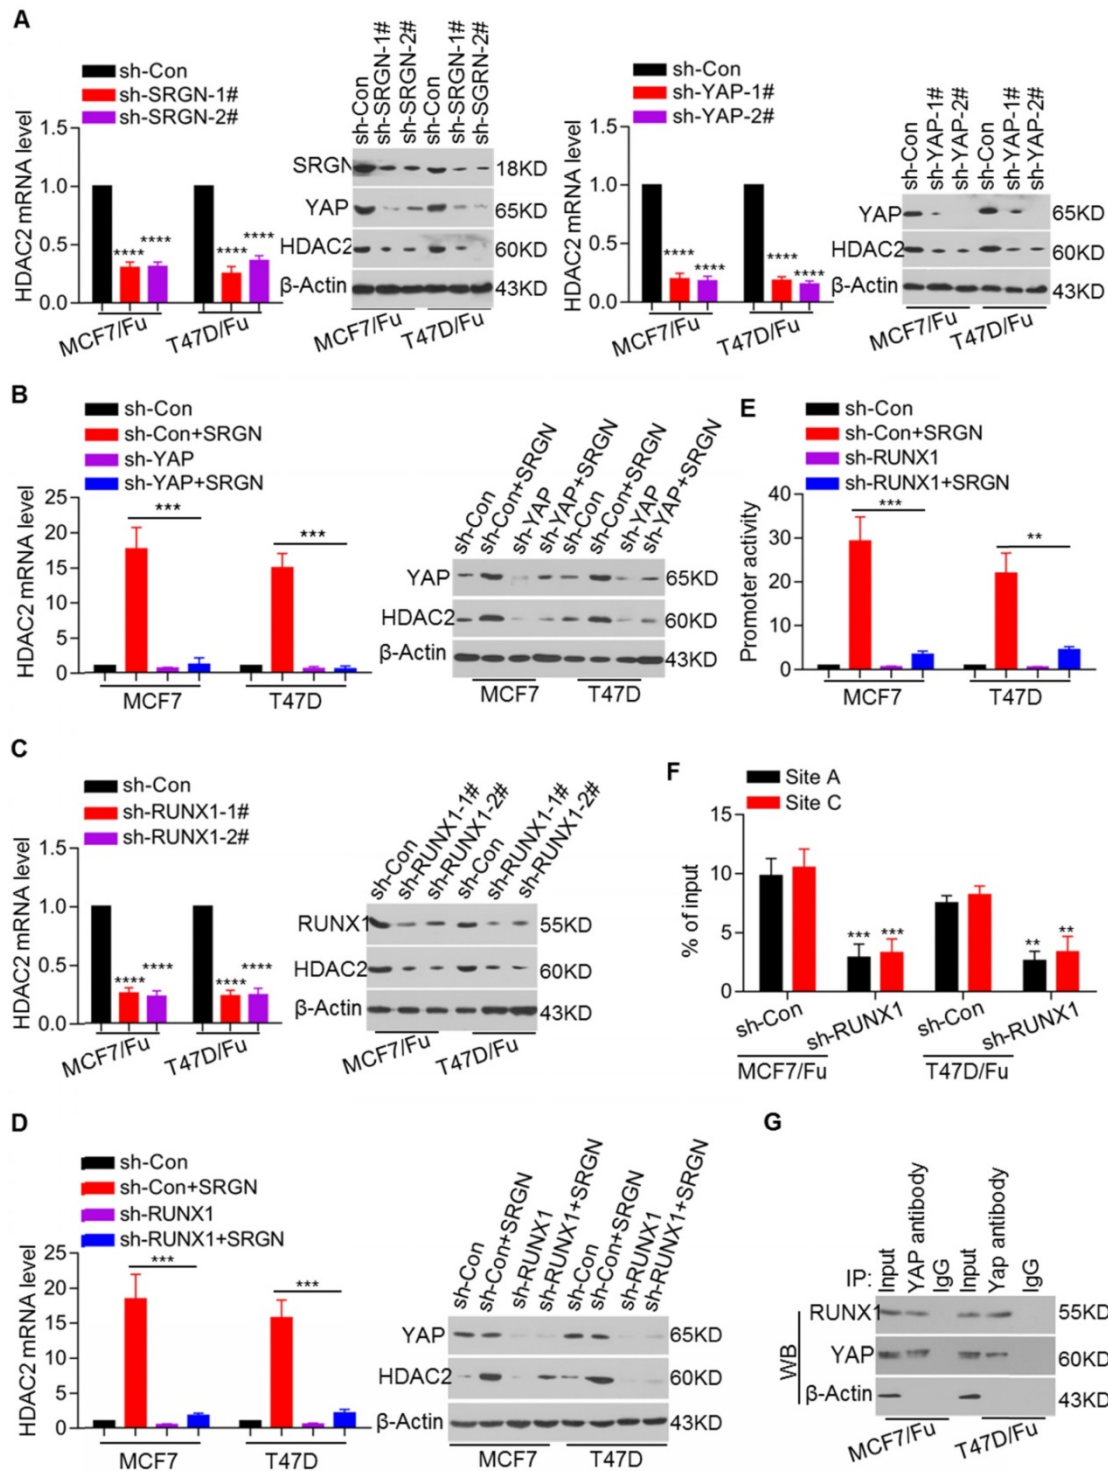 A
sh-Con
sh-SRGN-1#
sh-SRGN-2#
HDAC2 mRNA level
1.5
1.0
0.5
0.0
**** ****
**** ****
MCF7/Fu T47D/Fu
sh-Con sh-SRGN-1# sh-SRGN-2# sh-Con sh-SRGN-1# sh-SGRN-2#
SRGN 18KD
YAP 65KD
HDAC2 60KD
β-Actin 43KD
MCF7/Fu T47D/Fu
sh-Con
sh-YAP-1#
sh-YAP-2#
HDAC2 mRNA level
1.5
1.0
0.5
0.0
**** ****
**** ****
MCF7/Fu T47D/Fu
sh-Con sh-YAP-1# sh-YAP-2# sh-Con sh-YAP-1# sh-YAP-2#
YAP 65KD
HDAC2 60KD
β-Actin 43KD
MCF7/Fu T47D/Fu
B
sh-Con
sh-Con+SRGN
sh-YAP
sh-YAP+SRGN
HDAC2 mRNA level
25
20
15
10
5
0
*** ***
MCF7 T47D
sh-Con sh-Con+SRGN sh-YAP sh-YAP+SRGN sh-Con sh-Con+SRGN sh-YAP sh-YAP+SRGN
YAP 65KD
HDAC2 60KD
β-Actin 43KD
MCF7 T47D
E
sh-Con
sh-Con+SRGN
sh-RUNX1
sh-RUNX1+SRGN
Promoter activity
40
30
20
10
0
*** **
MCF7 T47D
C
sh-Con
sh-RUNX1-1#
sh-RUNX1-2#
HDAC2 mRNA level
1.5
1.0
0.5
0.0
**** ****
**** ****
MCF7/Fu T47D/Fu
sh-Con sh-RUNX1-1# sh-RUNX1-2# sh-Con sh-RUNX1-1# sh-RUNX1-2#
RUNX1 55KD
HDAC2 60KD
β-Actin 43KD
MCF7/Fu T47D/Fu
F
Site A
Site C
% of input
15
10
5
0
*** *** ** **
sh-Con sh-RUNX1 sh-Con sh-RUNX1
MCF7/Fu T47D/Fu
D
sh-Con
sh-Con+SRGN
sh-RUNX1
sh-RUNX1+SRGN
HDAC2 mRNA level
25
20
15
10
5
0
*** ***
MCF7 T47D
sh-Con sh-Con+SRGN sh-RUNX1 sh-RUNX1+SRGN sh-Con sh-Con+SRGN sh-RUNX1 sh-RUNX1+SRGN
YAP 65KD
HDAC2 60KD
β-Actin 43KD
MCF7 T47D
G
IP: Input YAP antibody IgG Input Yap antibody IgG
WB
RUNX1 55KD
YAP 60KD
β-Actin 43KD
MCF7/Fu T47D/Fu